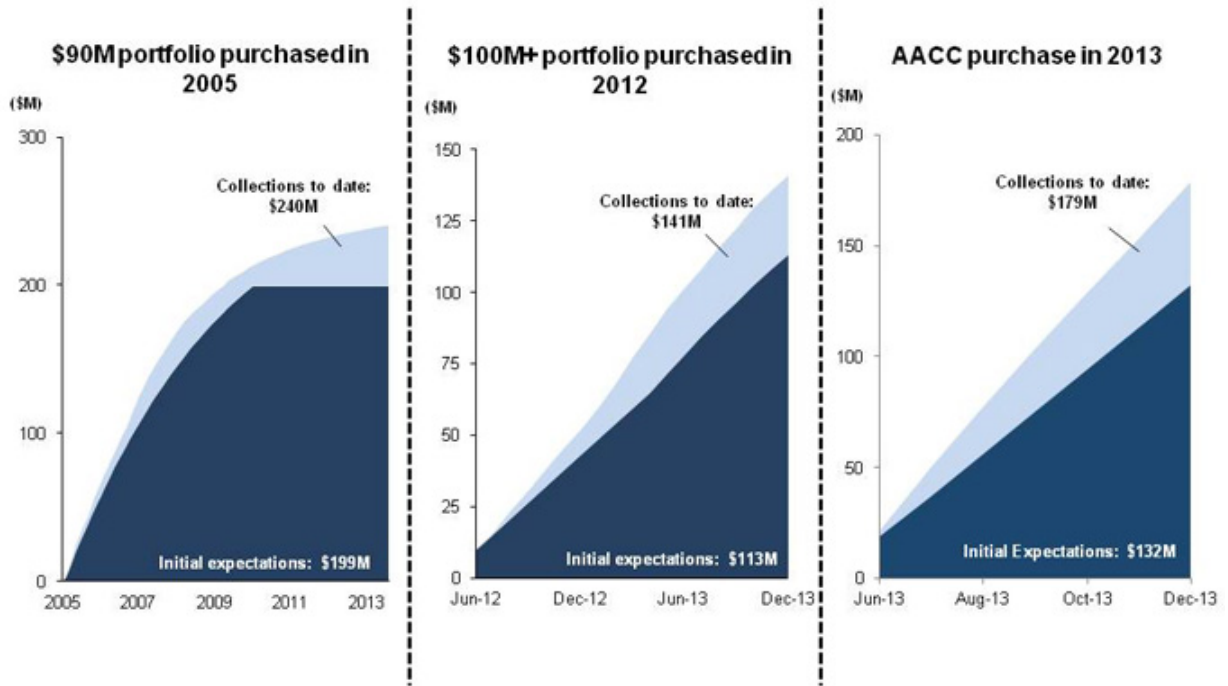 $90M portfolio purchased in
2005
($M)
300
200
100
0
2005 2007 2009 2011 2013
Collections to date:
$240M
Initial expectations: $199M
$100M+ portfolio purchased in
2012
($M)
150
125
100
75
50
25
0
Jun-12 Dec-12 Jun-13 Dec-13
Collections to date:
$141M
Initial expectations: $113M
AACC purchase in 2013
($M)
200
150
100
50
0
Jun-13 Aug-13 Oct-13 Dec-13
Collections to date:
$179M
Initial Expectations: $132M